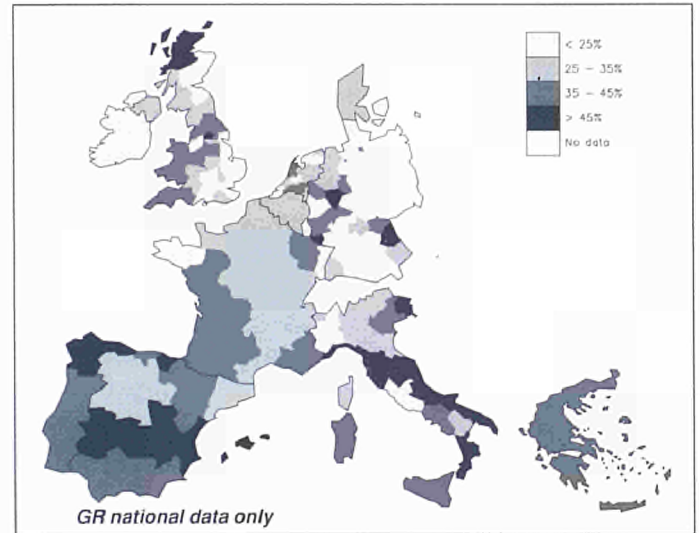 < 25%
25 – 35%
35 – 45%
> 45%
No data
GR national data only